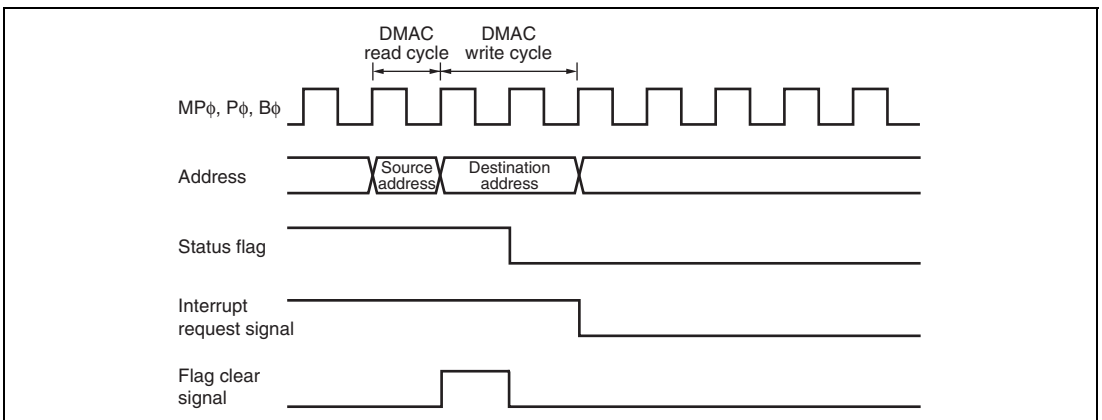 DMAC
read cycle
DMAC
write cycle
MPφ, Pφ, Bφ
Address
Source
address
Destination
address
Status flag
Interrupt
request signal
Flag clear
signal